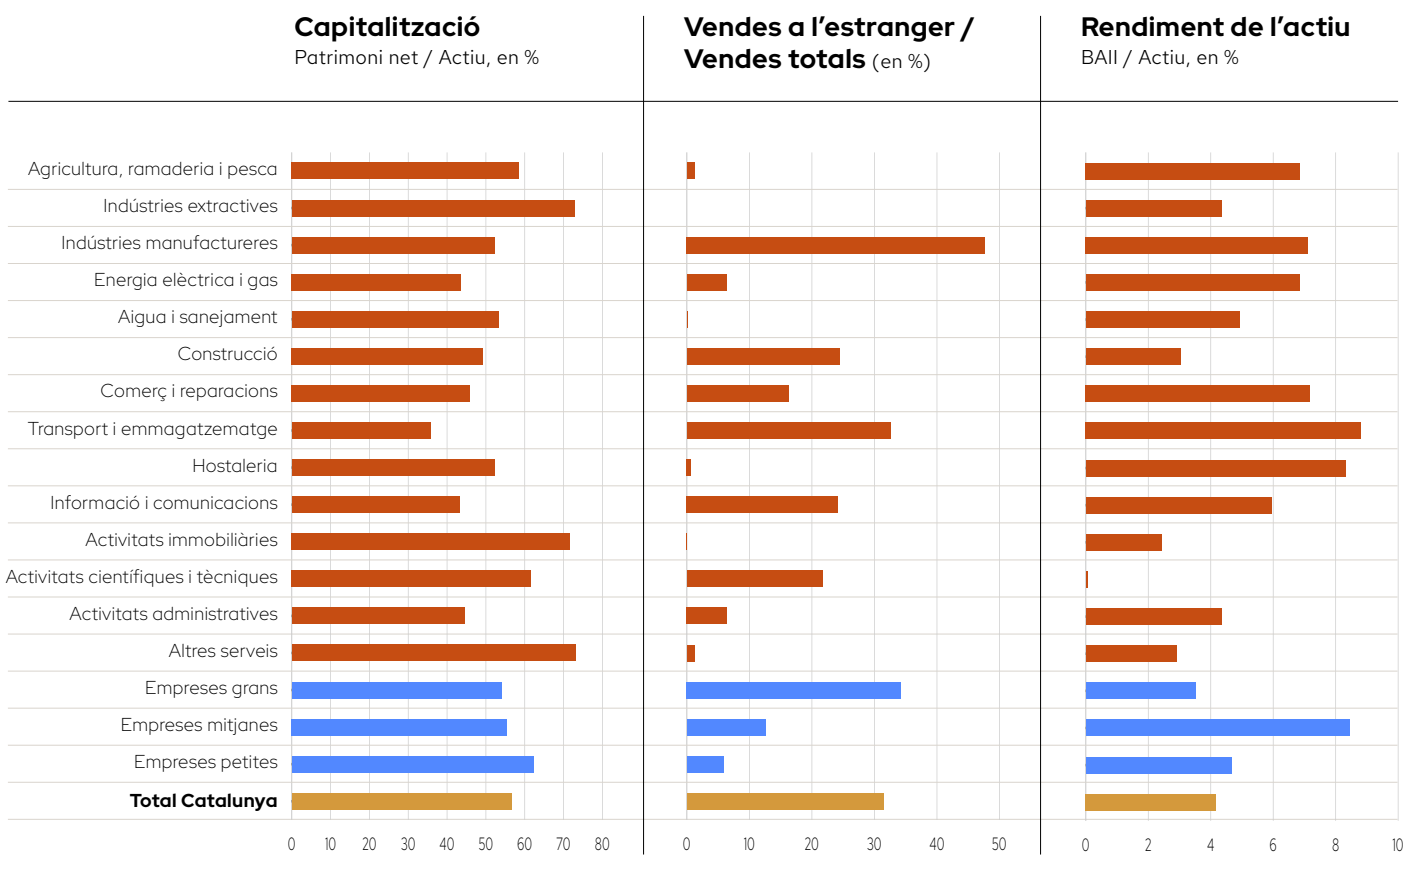 Capitalització
Patrimoni net / Actiu, en %
Vendes a l’estranger /
Vendes totals (en %)
Rendiment de l’actiu
BAII / Actiu, en %
Agricultura, ramaderia i pesca
Indústries extractives
Indústries manufactureres
Energia elèctrica i gas
Aigua i sanejament
Construcció
Comerç i reparacions
Transport i emmagatzematge
Hostaleria
Informació i comunicacions
Activitats immobiliàries
Activitats científiques i tècniques
Activitats administratives
Altres serveis
Empreses grans
Empreses mitjanes
Empreses petites
Total Catalunya
0 10 20 30 40 50 60 70 80
0 10 20 30 40 50
0 2 4 6 8 10